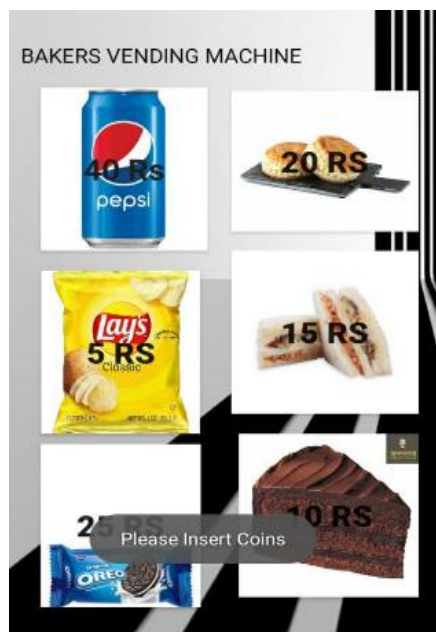 BAKERS VENDING MACHINE
40 Rs
pepsi
20 RS
Lay's
5 RS
Classic
15 RS
25 RS
10 RS
Please Insert Coins
OREO